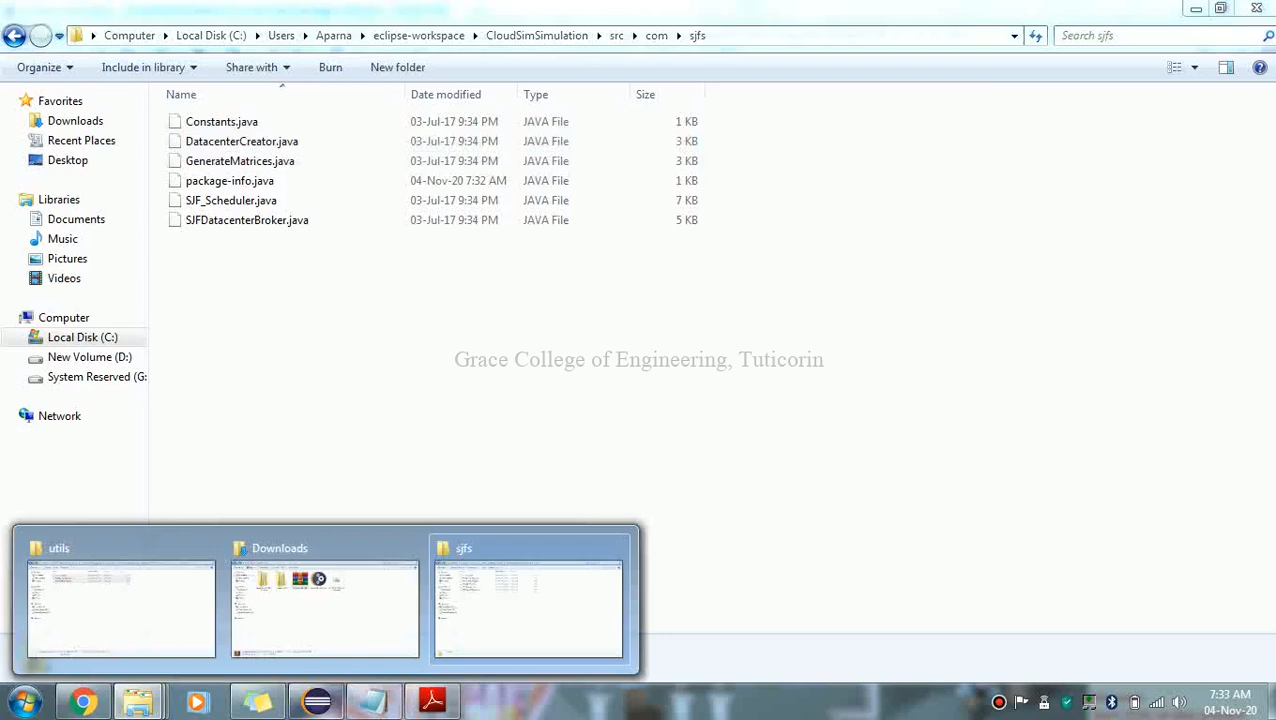 Computer Local Disk (C:) Users Aparna eclipse-workspace CloudSimSimulation src com sjfs Search sjfs
Organize Include in library Share with Burn New folder
Name Date modified Type Size
Favorites
Downloads
Recent Places
Desktop
Libraries
Documents
Music
Pictures
Videos
Computer
Local Disk (C:)
New Volume (D:)
System Reserved (G:
Network
Constants.java 03-Jul-17 9:34 PM JAVA File 1 KB
DatacenterCreator.java 03-Jul-17 9:34 PM JAVA File 3 KB
GenerateMatrices.java 03-Jul-17 9:34 PM JAVA File 3 KB
package-info.java 04-Nov-20 7:32 AM JAVA File 1 KB
SJF_Scheduler.java 03-Jul-17 9:34 PM JAVA File 7 KB
SJFDatacenterBroker.java 03-Jul-17 9:34 PM JAVA File 5 KB
Grace College of Engineering, Tuticorin
utils Downloads sjfs
7:33 AM
04-Nov-20